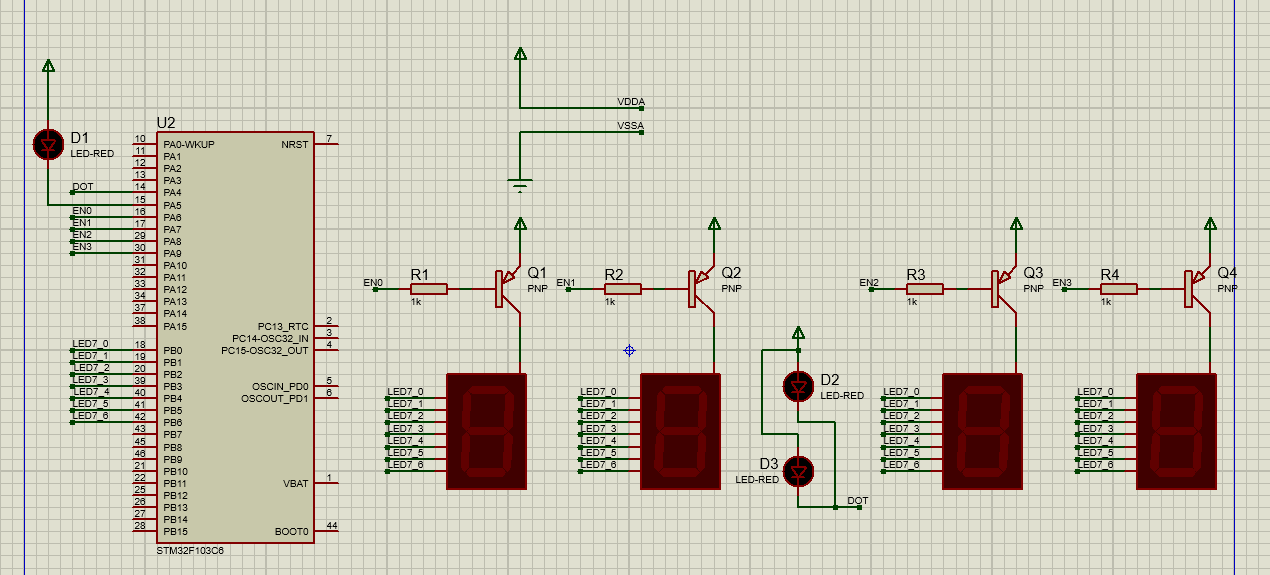 VDDA
VSSA
D1
LED-RED
U2
10 PA0-WKUP NRST 7
11 PA1
12 PA2
13 PA3
DOT 14 PA4
15 PA5
EN0 16 PA6
EN1 17 PA7
EN2 29 PA8
EN3 30 PA9
31 PA10
32 PA11
33 PA12
34 PA13
37 PA14
38 PA15 PC13_RTC 2
PC14-OSC32_IN 3
LED7_0 18 PB0 PC15-OSC32_OUT 4
LED7_1 19 PB1
LED7_2 20 PB2
LED7_3 39 PB3 OSCIN_PD0 5
LED7_4 40 PB4 OSCOUT_PD1 6
LED7_5 41 PB5
LED7_6 42 PB6
43 PB7
45 PB8
46 PB9
21 PB10
22 PB11 VBAT 1
25 PB12
26 PB13
27 PB14
28 PB15 BOOT0 44
STM32F103C6
EN0 R1 1k Q1 PNP
EN1 R2 1k Q2 PNP
EN2 R3 1k Q3 PNP
EN3 R4 1k Q4 PNP
LED7_0
LED7_1
LED7_2
LED7_3
LED7_4
LED7_5
LED7_6
LED7_0
LED7_1
LED7_2
LED7_3
LED7_4
LED7_5
LED7_6
D2
LED-RED
D3
LED-RED
DOT
LED7_0
LED7_1
LED7_2
LED7_3
LED7_4
LED7_5
LED7_6
LED7_0
LED7_1
LED7_2
LED7_3
LED7_4
LED7_5
LED7_6